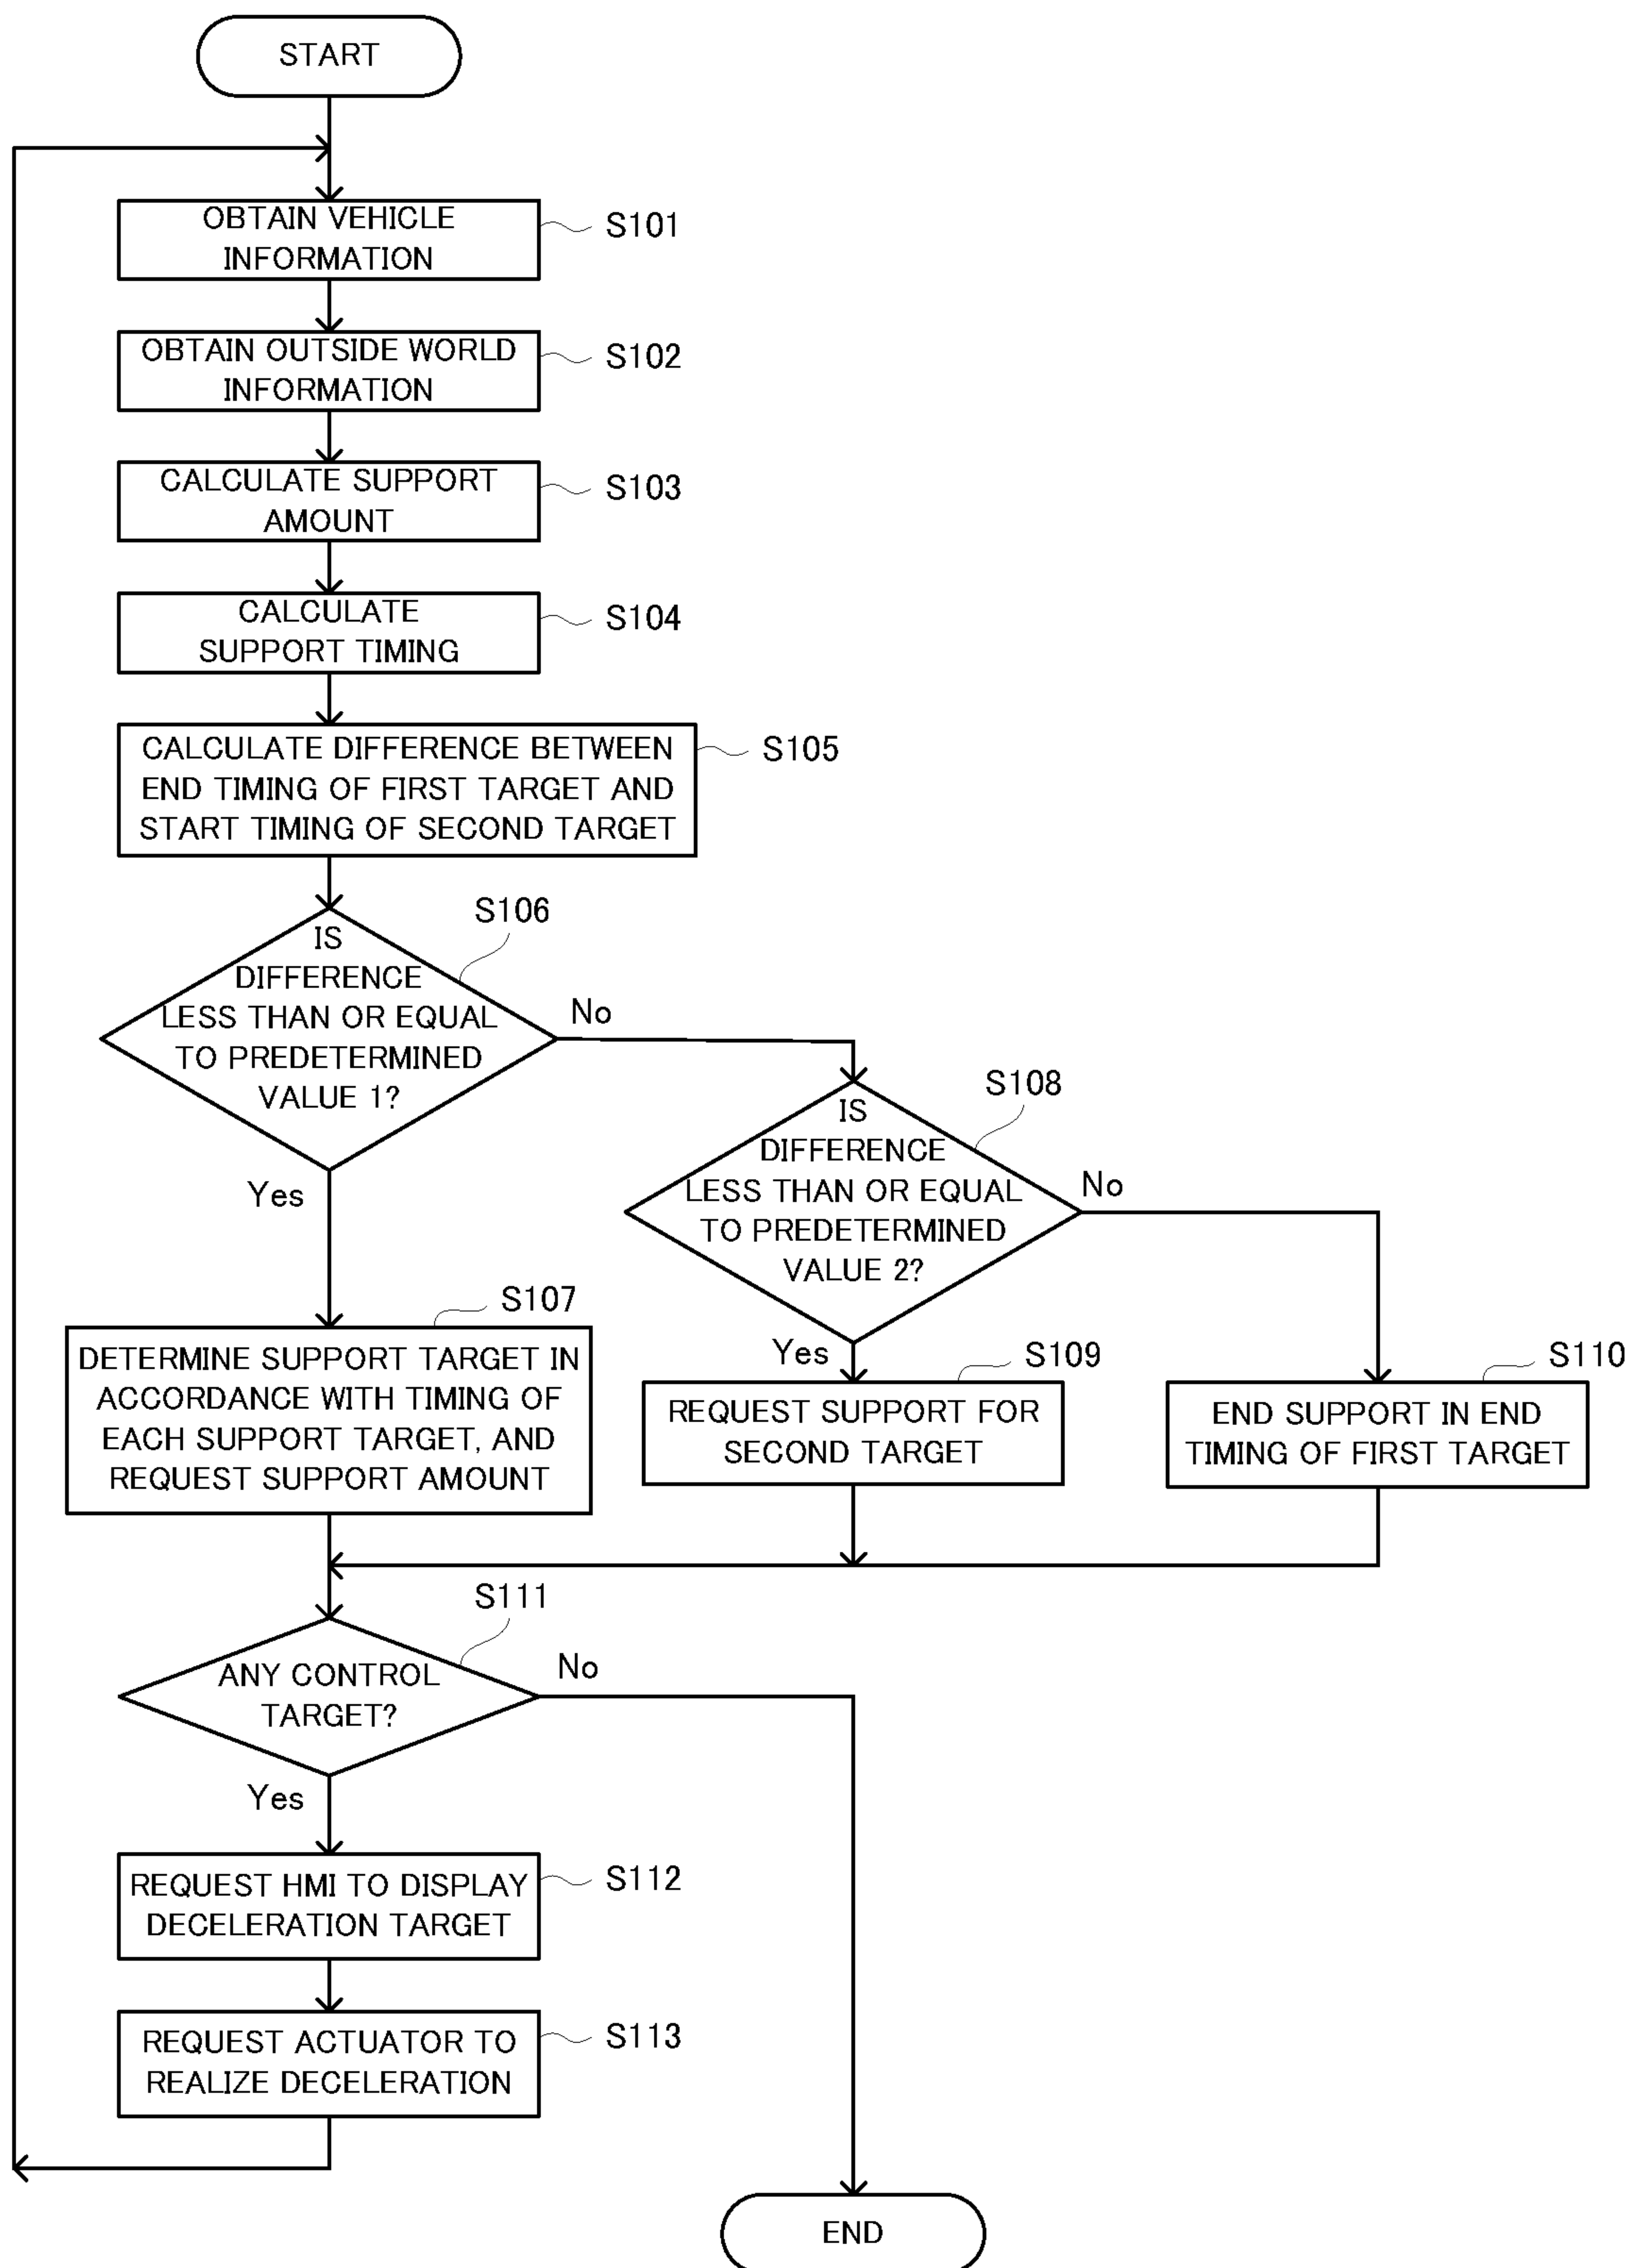 START
OBTAIN VEHICLE
INFORMATION
S101
OBTAIN OUTSIDE WORLD
INFORMATION
S102
CALCULATE SUPPORT
AMOUNT
S103
CALCULATE
SUPPORT TIMING
S104
CALCULATE DIFFERENCE BETWEEN
END TIMING OF FIRST TARGET AND
START TIMING OF SECOND TARGET
S105
S106
IS
DIFFERENCE
LESS THAN OR EQUAL
TO PREDETERMINED
VALUE 1?
No
Yes
S108
IS
DIFFERENCE
LESS THAN OR EQUAL
TO PREDETERMINED
VALUE 2?
No
Yes
S107
DETERMINE SUPPORT TARGET IN
ACCORDANCE WITH TIMING OF
EACH SUPPORT TARGET, AND
REQUEST SUPPORT AMOUNT
S109
REQUEST SUPPORT FOR
SECOND TARGET
S110
END SUPPORT IN END
TIMING OF FIRST TARGET
S111
ANY CONTROL
TARGET?
No
Yes
REQUEST HMI TO DISPLAY
DECELERATION TARGET
S112
REQUEST ACTUATOR TO
REALIZE DECELERATION
S113
END